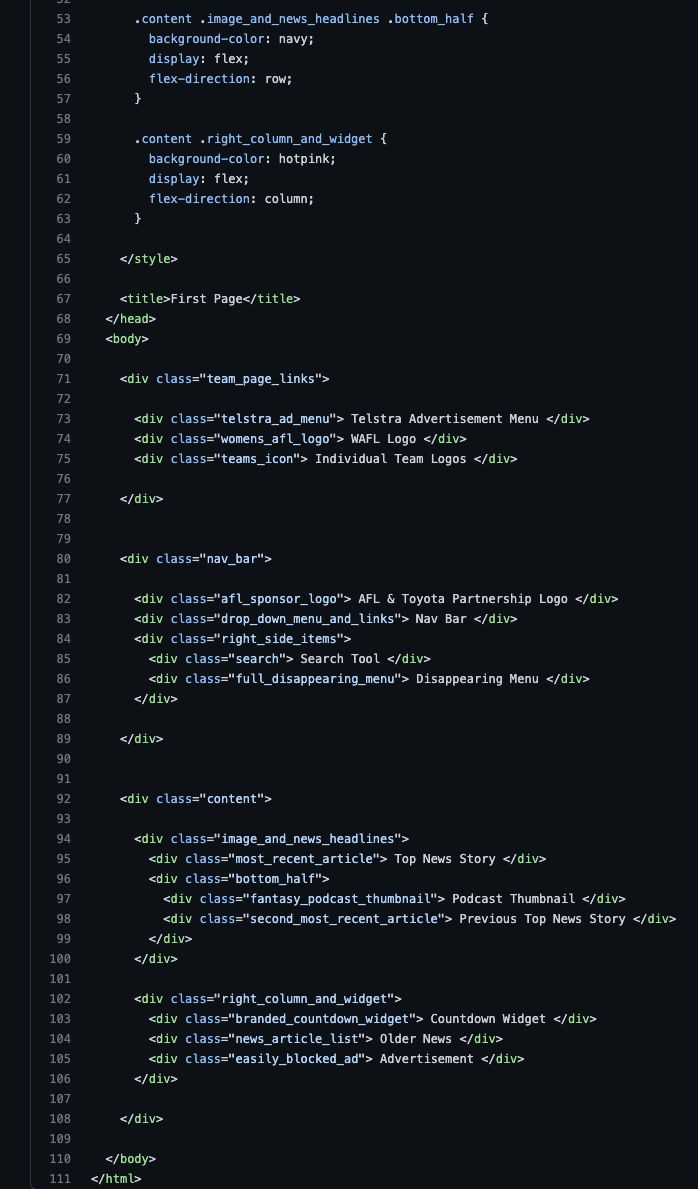 53 .content .image_and_news_headlines .bottom_half {
54 background-color: navy;
55 display: flex;
56 flex-direction: row;
57 }
58
59 .content .right_column_and_widget {
60 background-color: hotpink;
61 display: flex;
62 flex-direction: column;
63 }
64
65 </style>
66
67 <title>First Page</title>
68 </head>
69 <body>
70
71 <div class="team_page_links">
72
73 <div class="telstra_ad_menu"> Telstra Advertisement Menu </div>
74 <div class="womens_afl_logo"> WAFL Logo </div>
75 <div class="teams_icon"> Individual Team Logos </div>
76
77 </div>
78
79
80 <div class="nav_bar">
81
82 <div class="afl_sponsor_logo"> AFL & Toyota Partnership Logo </div>
83 <div class="drop_down_menu_and_links"> Nav Bar </div>
84 <div class="right_side_items">
85 <div class="search"> Search Tool </div>
86 <div class="full_disappearing_menu"> Disappearing Menu </div>
87 </div>
88
89 </div>
90
91
92 <div class="content">
93
94 <div class="image_and_news_headlines">
95 <div class="most_recent_article"> Top News Story </div>
96 <div class="bottom_half">
97 <div class="fantasy_podcast_thumbnail"> Podcast Thumbnail </div>
98 <div class="second_most_recent_article"> Previous Top News Story </div>
99 </div>
100 </div>
101
102 <div class="right_column_and_widget">
103 <div class="branded_countdown_widget"> Countdown Widget </div>
104 <div class="news_article_list"> Older News </div>
105 <div class="easily_blocked_ad"> Advertisement </div>
106 </div>
107
108 </div>
109
110 </body>
111 </html>